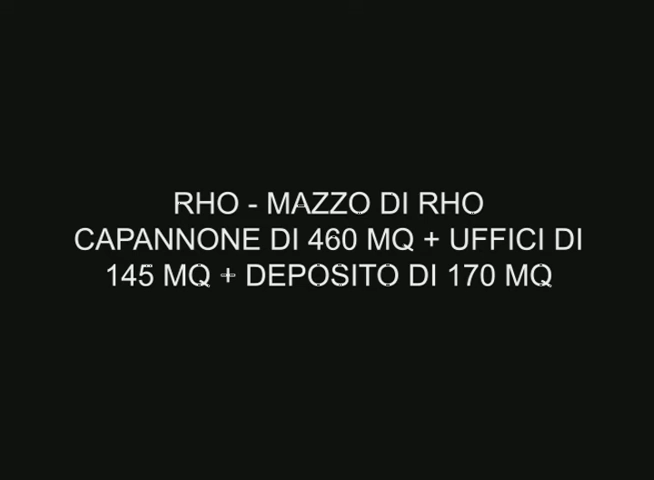 RHO - MAZZO DI RHO
CAPANNONE DI 460 MQ + UFFICI DI
145 MQ + DEPOSITO DI 170 MQ